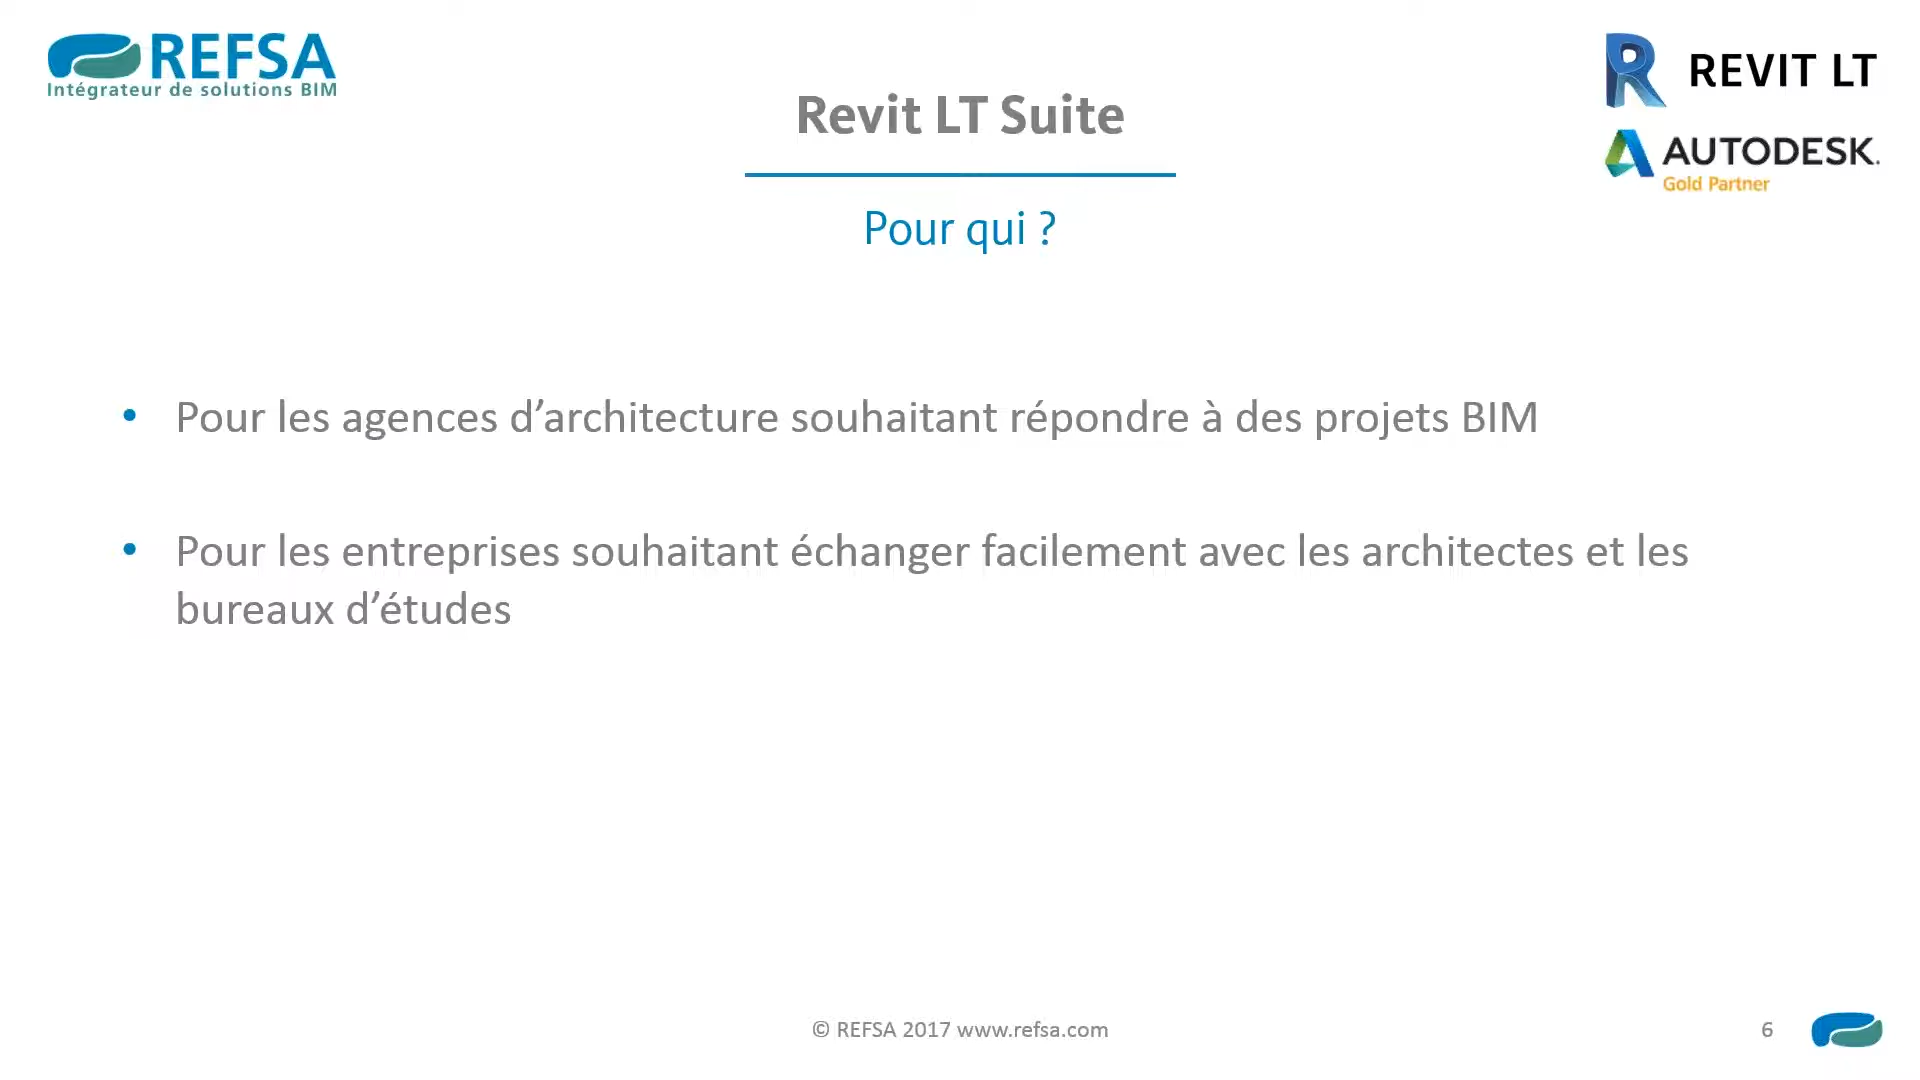 REFSA
Intégrateur de solutions BIM
REVIT LT
AUTODESK.
Gold Partner
Revit LT Suite
Pour qui ?
• Pour les agences d’architecture souhaitant répondre à des projets BIM
• Pour les entreprises souhaitant échanger facilement avec les architectes et les
bureaux d’études
© REFSA 2017 www.refsa.com
6